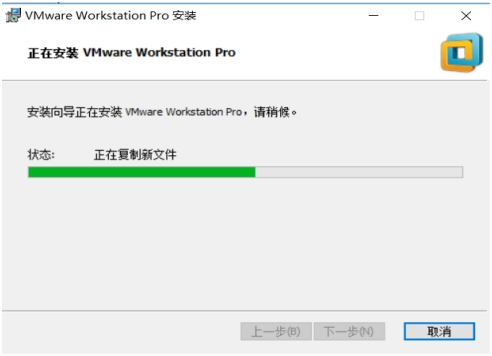 VMware Workstation Pro 安装
正在安装 VMware Workstation Pro
安装向导正在安装 VMware Workstation Pro，请稍候。
状态: 正在复制新文件
上一步(B) 下一步(N) 取消